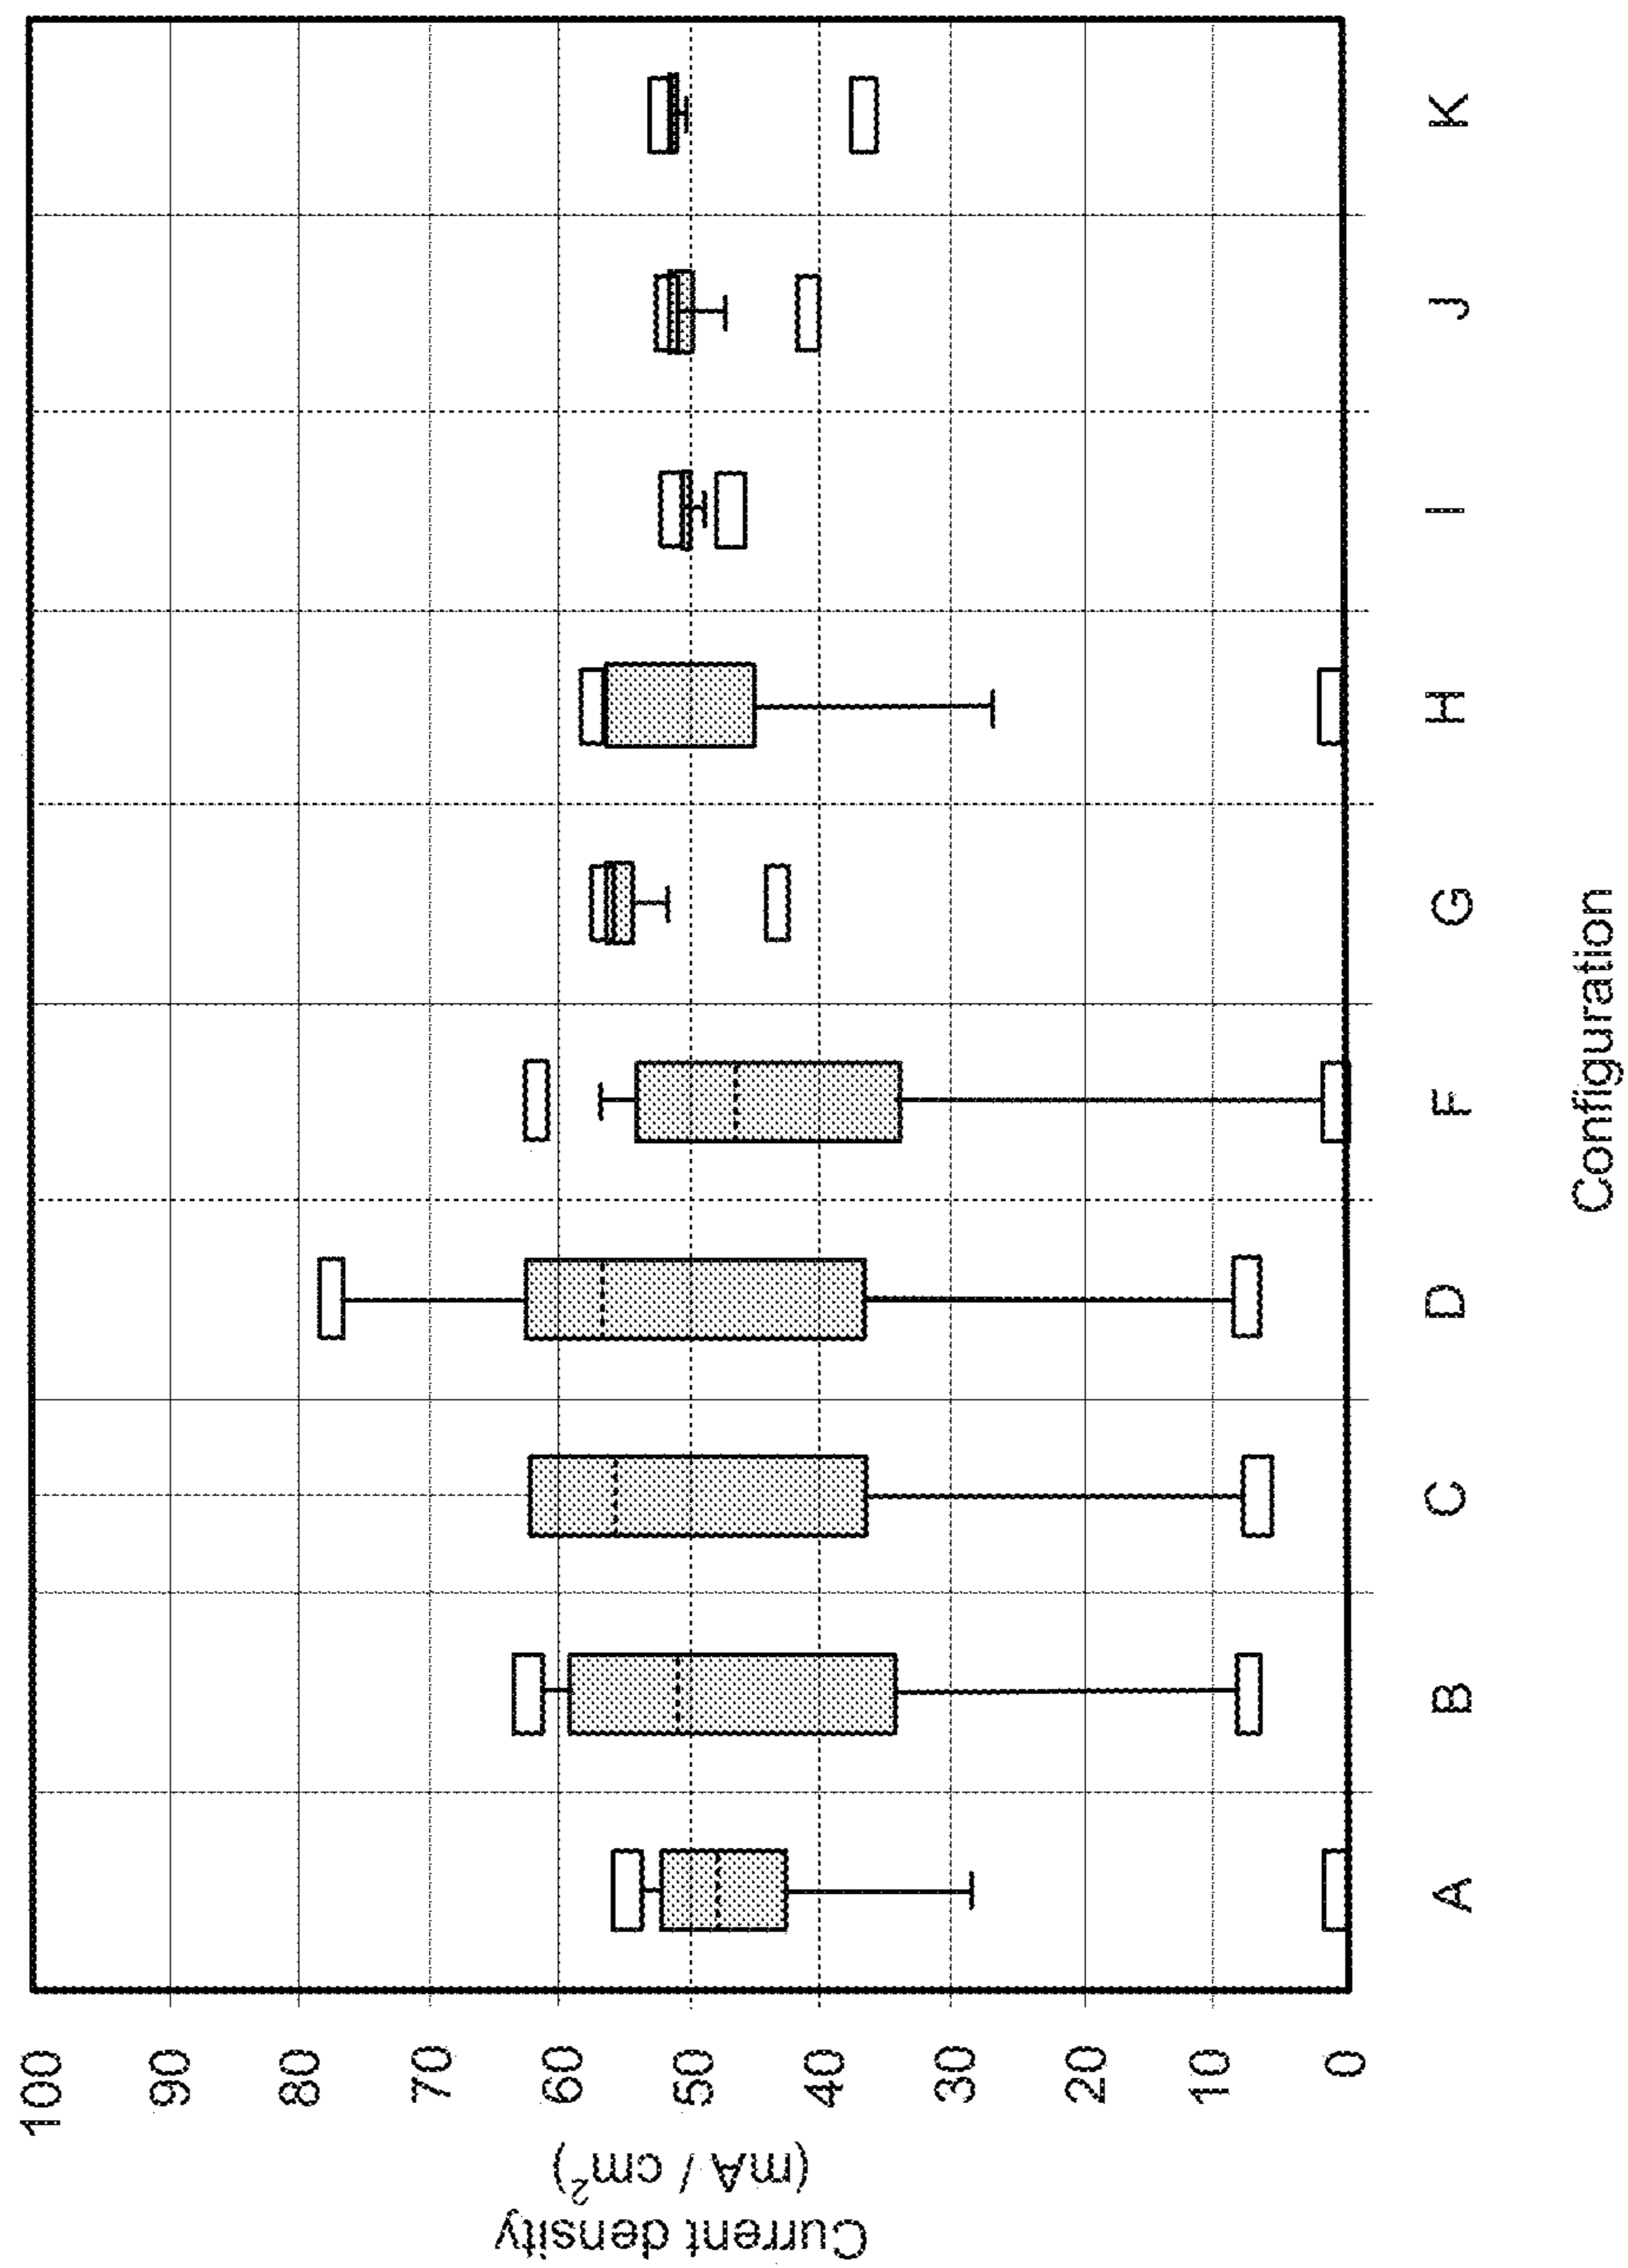 Current density
(mA / cm²)
100
90
80
70
60
50
40
30
20
10
0
A
B
C
D
F
G
H
I
J
K
Configuration